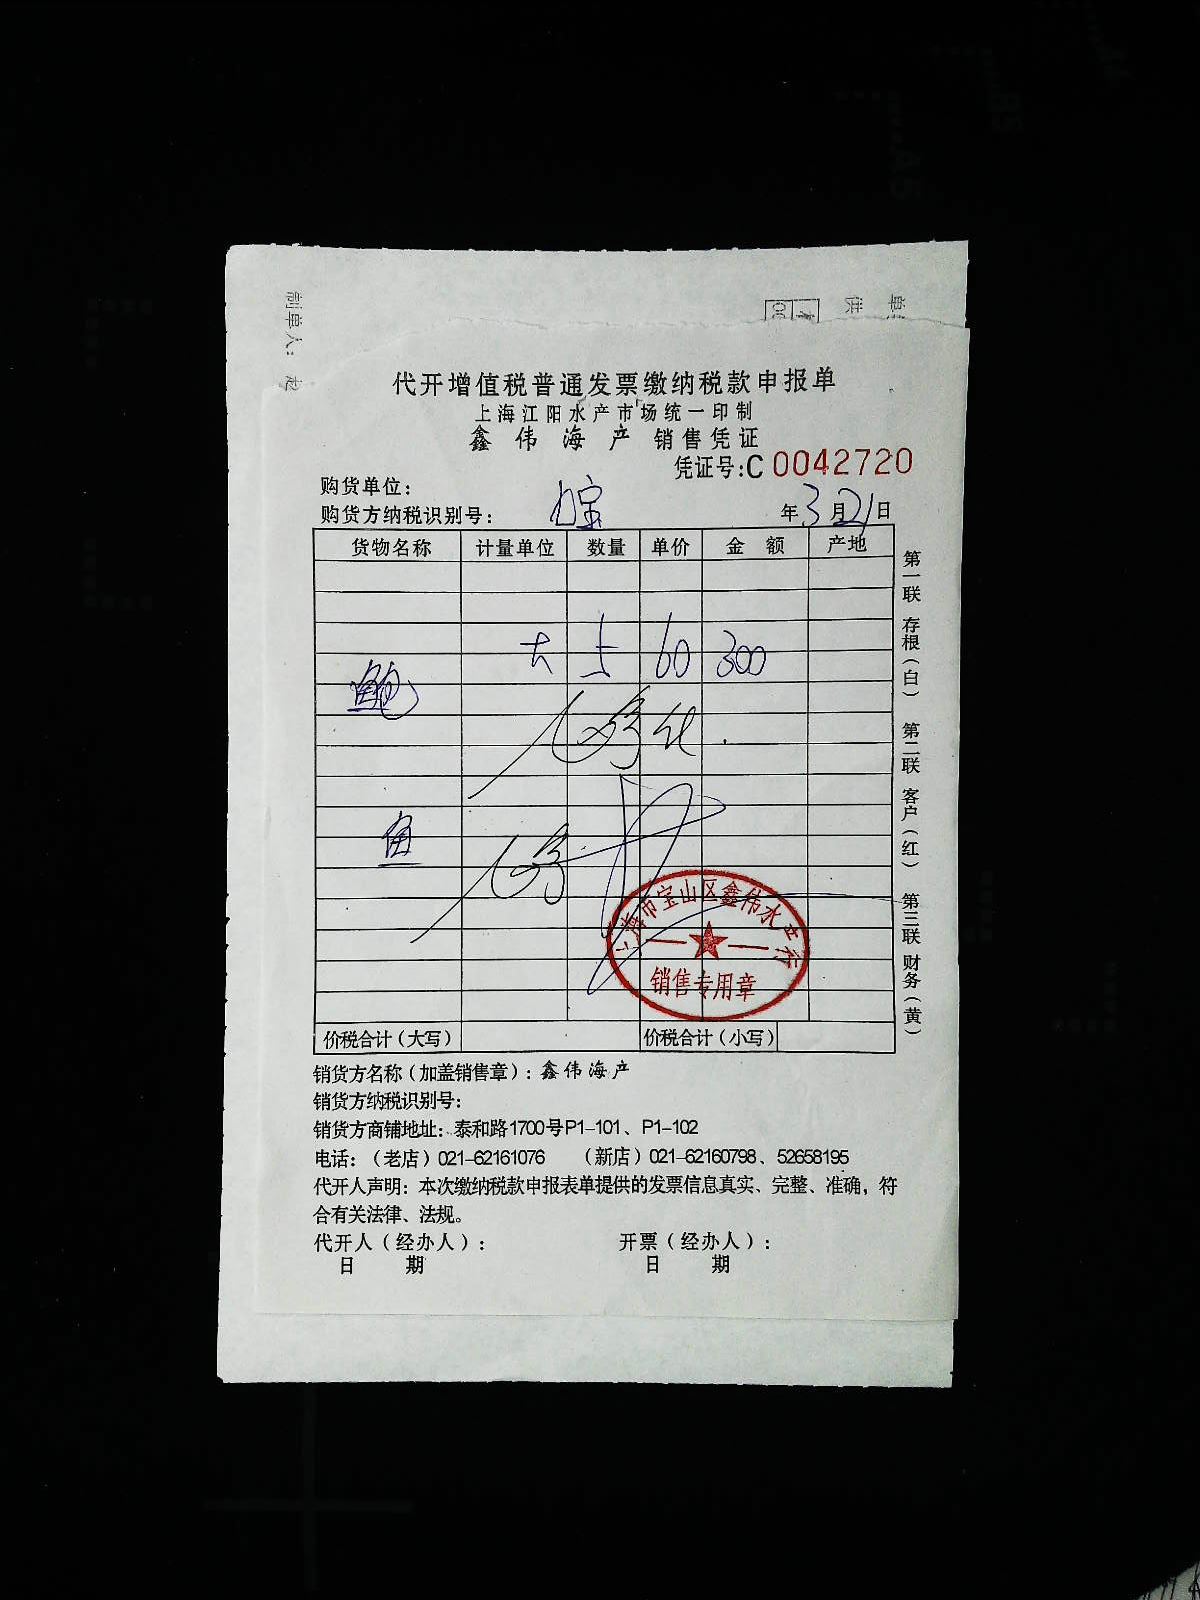 制单人：赵
供
单
代开增值税普通发票缴纳税款申报单
上海江阳水产市场统一印制
鑫伟海产 销售凭证
凭证号:C 0042720
购货单位：
购货方纳税识别号：
年3月21日
货物名称 计量单位 数量 单价 金额 产地
大 5 60 300
鲍
鱼
上海市宝山区鑫伟水产行
销售专用章
价税合计（大写） 价税合计（小写）
第一联 存根（白） 第二联 客户（红） 第三联 财务（黄）
销货方名称（加盖销售章）：鑫伟海产
销货方纳税识别号：
销货方商铺地址：泰和路1700号P1-101、P1-102
电话：（老店）021-62161076 （新店）021-62160798、52658195
代开人声明：本次缴纳税款申报表单提供的发票信息真实、完整、准确，符
合有关法律、法规。
代开人（经办人）： 开票（经办人）：
日 期 日 期